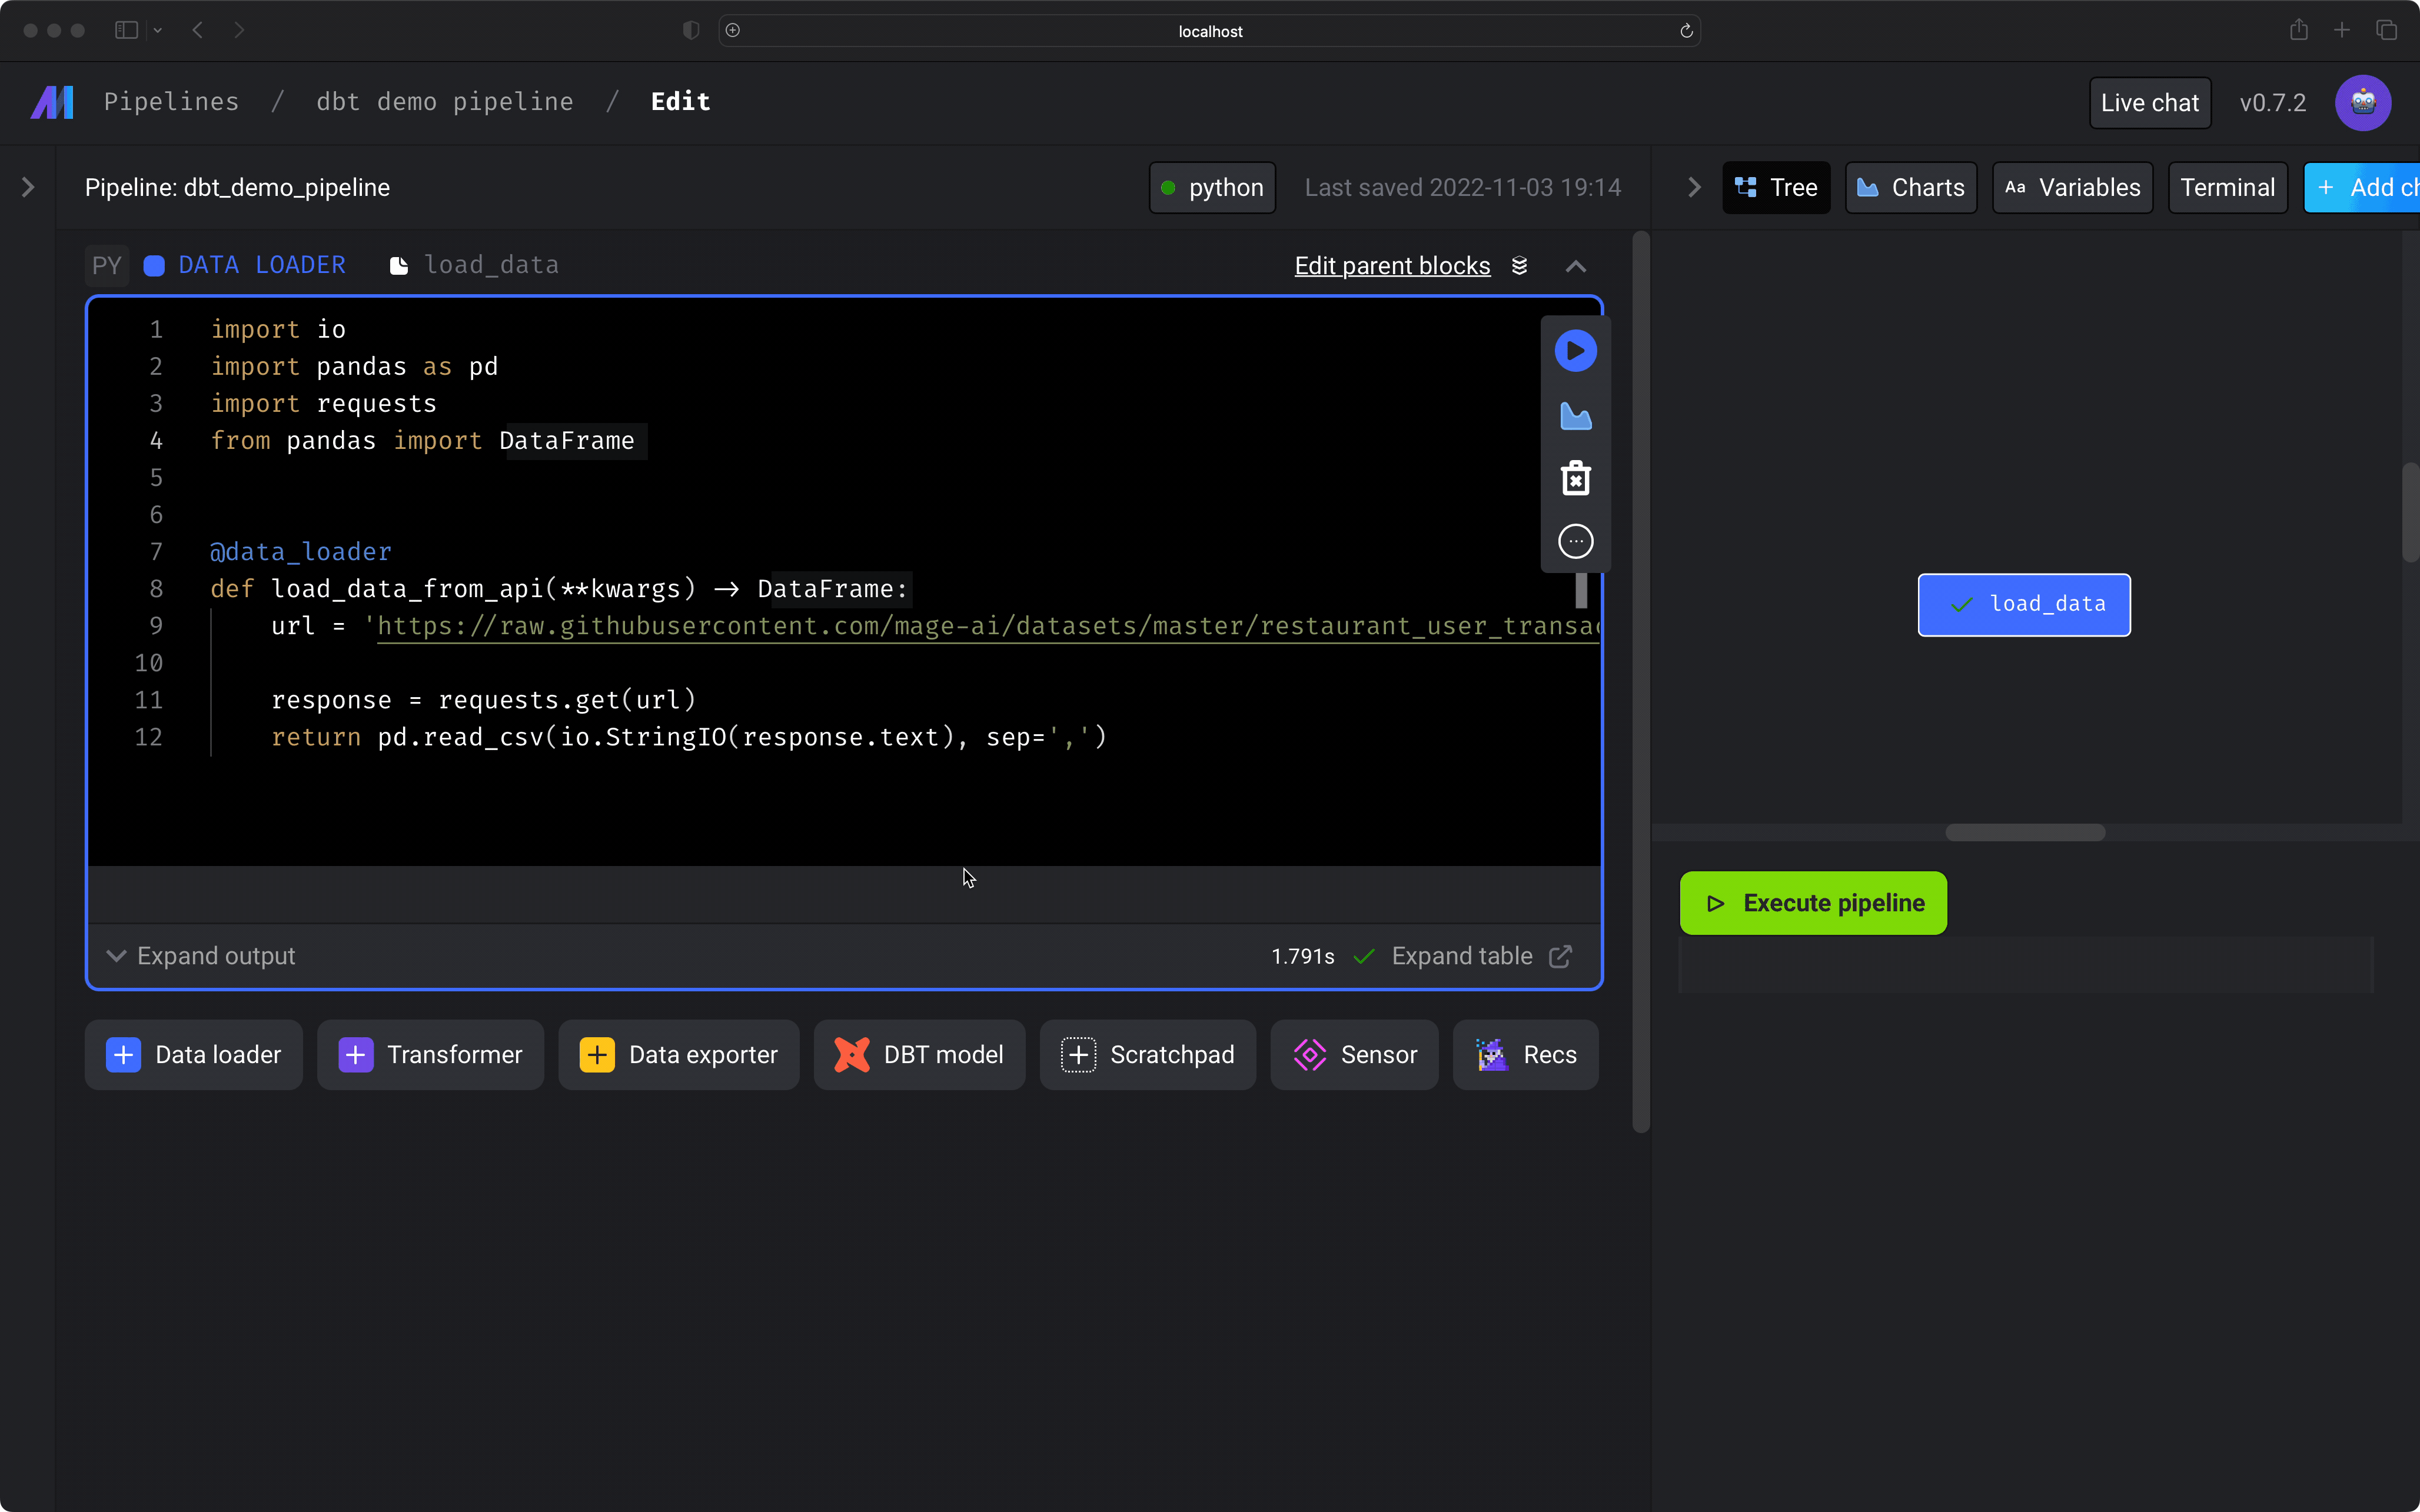 localhost
Pipelines / dbt demo pipeline / Edit
Live chat
v0.7.2
Pipeline: dbt_demo_pipeline
python
Last saved 2022-11-03 19:14
Tree
Charts
Aa Variables
Terminal
+ Add
PY DATA LOADER load_data
Edit parent blocks
1 import io
2 import pandas as pd
3 import requests
4 from pandas import DataFrame
5
6
7 @data_loader
8 def load_data_from_api(**kwargs) → DataFrame:
9 url = 'https://raw.githubusercontent.com/mage-ai/datasets/master/restaurant_user_transa
10
11 response = requests.get(url)
12 return pd.read_csv(io.StringIO(response.text), sep=',')
load_data
Expand output
1.791s
Expand table
Execute pipeline
+ Data loader
+ Transformer
+ Data exporter
DBT model
+ Scratchpad
Sensor
Recs